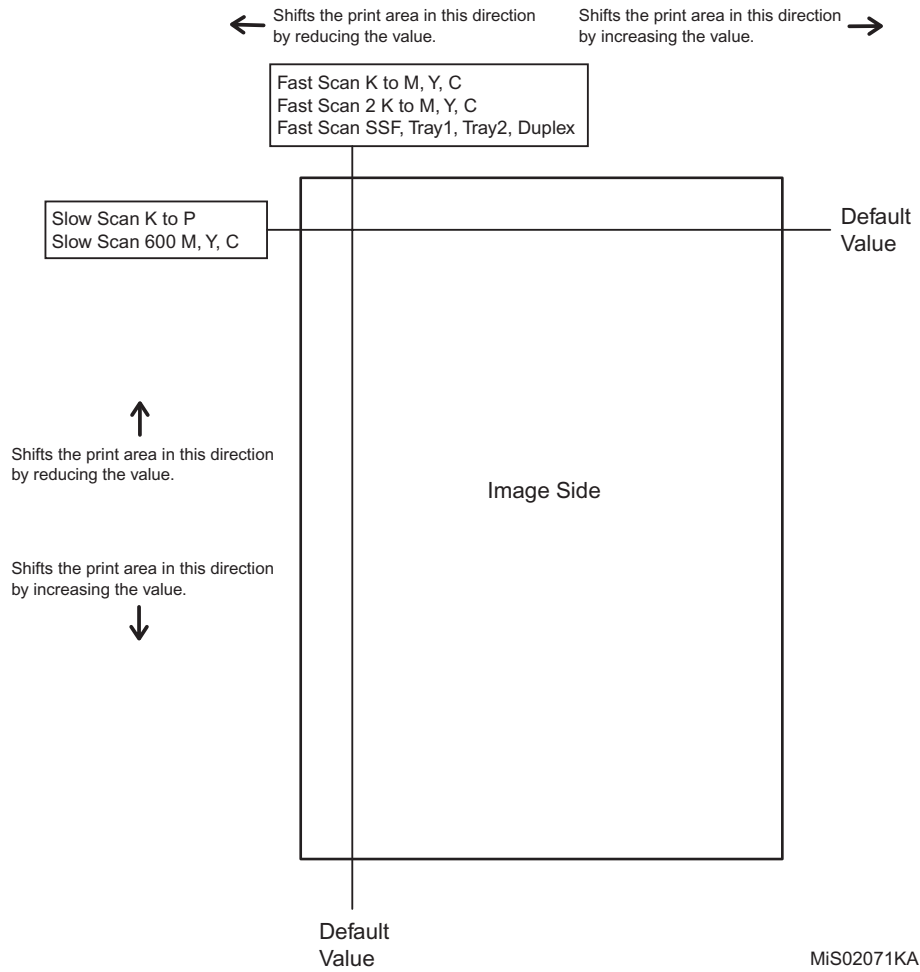 Shifts the print area in this direction
by reducing the value.
Shifts the print area in this direction
by increasing the value.
Fast Scan K to M, Y, C
Fast Scan 2 K to M, Y, C
Fast Scan SSF, Tray1, Tray2, Duplex
Slow Scan K to P
Slow Scan 600 M, Y, C
Default
Value
Shifts the print area in this direction
by reducing the value.
Image Side
Shifts the print area in this direction
by increasing the value.
Default
Value
MiS02071KA